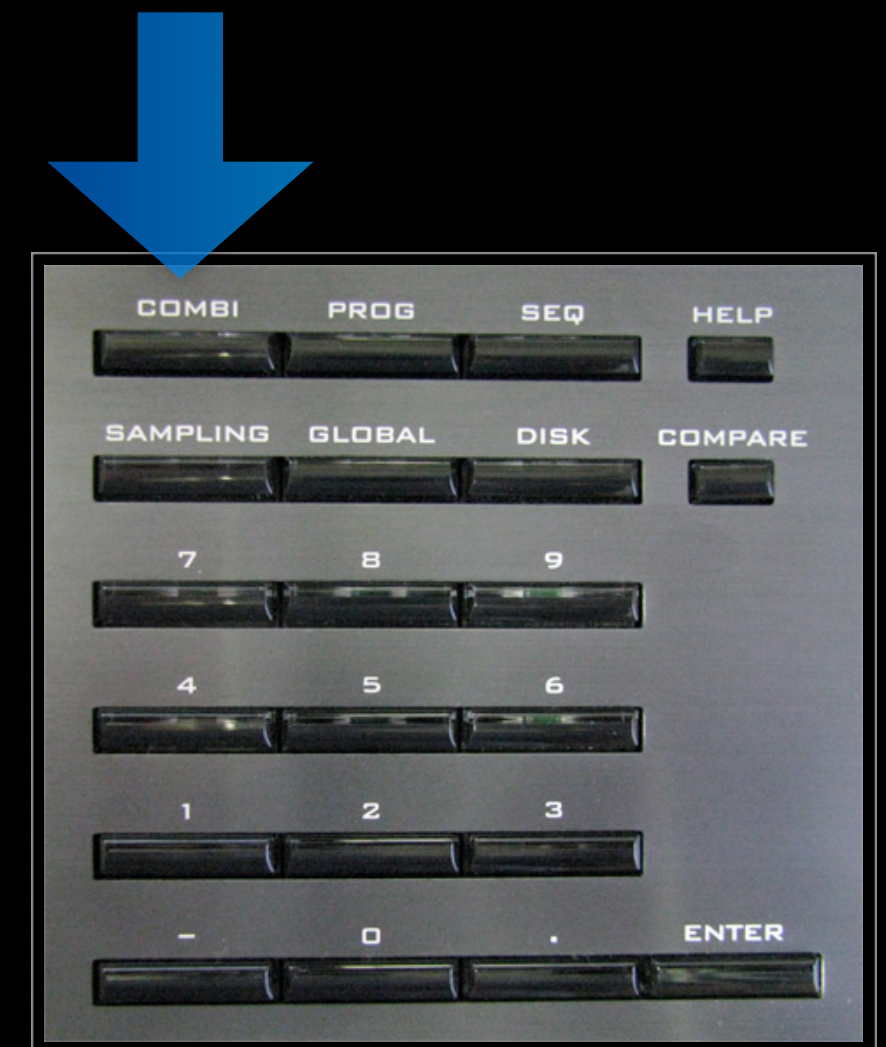 COMBI PROG SEQ HELP
SAMPLING GLOBAL DISK COMPARE
7 8 9
4 5 6
1 2 3
- 0 . ENTER